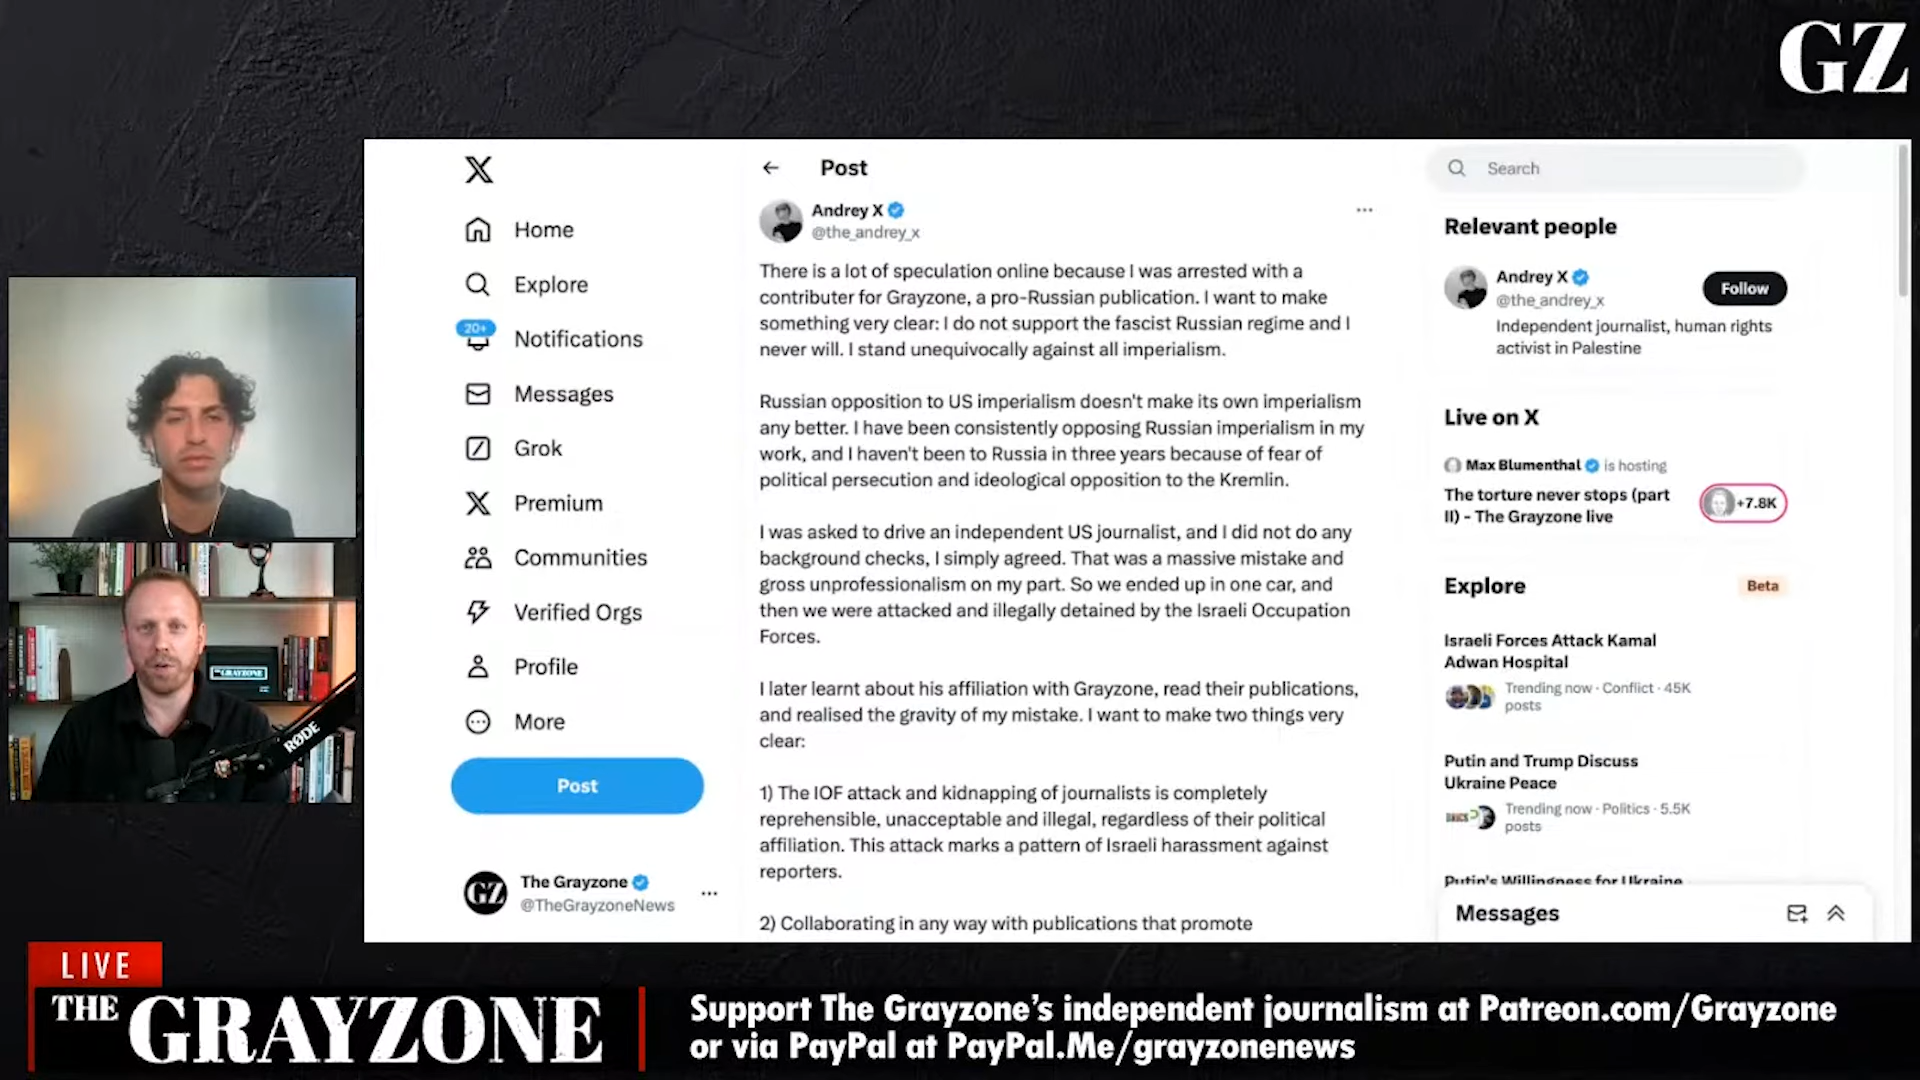 GZ
X
Home
Explore
20+
Notifications
Messages
Grok
Premium
Communities
Verified Orgs
Profile
More
Post
The Grayzone
@TheGrayzoneNews
Post
Andrey X
@the_andrey_x
There is a lot of speculation online because I was arrested with a
contributer for Grayzone, a pro-Russian publication. I want to make
something very clear: I do not support the fascist Russian regime and I
never will. I stand unequivocally against all imperialism.
Russian opposition to US imperialism doesn't make its own imperialism
any better. I have been consistently opposing Russian imperialism in my
work, and I haven't been to Russia in three years because of fear of
political persecution and ideological opposition to the Kremlin.
I was asked to drive an independent US journalist, and I did not do any
background checks, I simply agreed. That was a massive mistake and
gross unprofessionalism on my part. So we ended up in one car, and
then we were attacked and illegally detained by the Israeli Occupation
Forces.
I later learnt about his affiliation with Grayzone, read their publications,
and realised the gravity of my mistake. I want to make two things very
clear:
1) The IOF attack and kidnapping of journalists is completely
reprehensible, unacceptable and illegal, regardless of their political
affiliation. This attack marks a pattern of Israeli harassment against
reporters.
2) Collaborating in any way with publications that promote
Search
Relevant people
Andrey X
@the_andrey_x
Follow
Independent journalist, human rights
activist in Palestine
Live on X
Max Blumenthal is hosting
The torture never stops (part
II) - The Grayzone live
+7.8K
Explore
Beta
Israeli Forces Attack Kamal
Adwan Hospital
Trending now · Conflict · 45K
posts
Putin and Trump Discuss
Ukraine Peace
Trending now · Politics · 5.5K
posts
Putin's Willingness for Ukraine
Messages
THE GRAYZONE
RØDE
GZ
LIVE
THE GRAYZONE
Support The Grayzone's independent journalism at Patreon.com/Grayzone
or via PayPal at PayPal.Me/grayzonenews